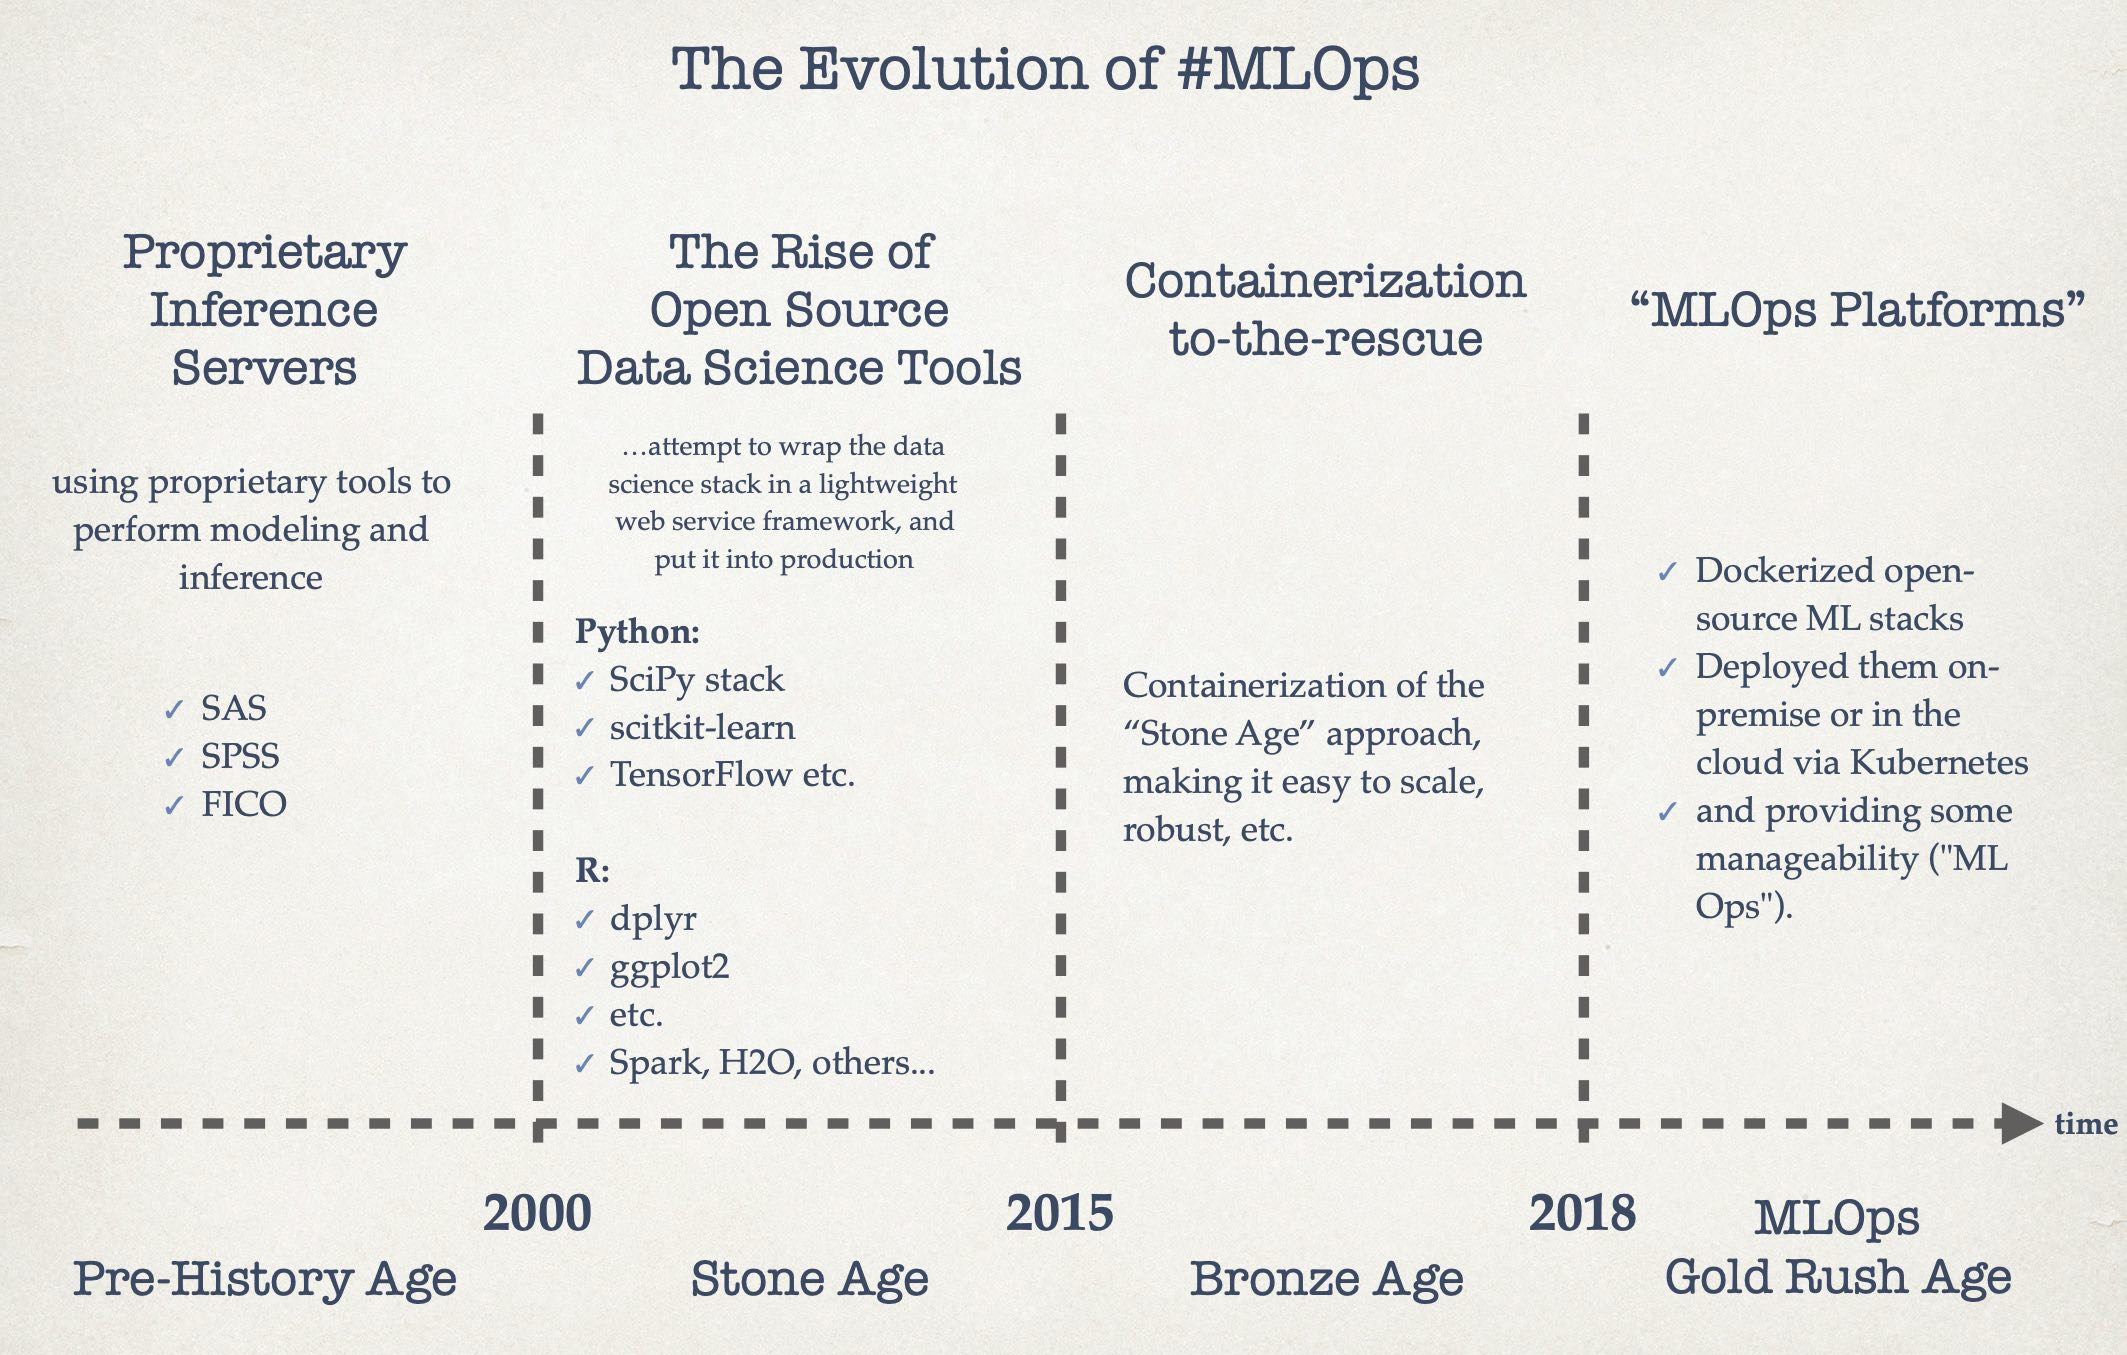 The Evolution of #MLOps
Proprietary
Inference
Servers
using proprietary tools to
perform modeling and
inference
✓ SAS
✓ SPSS
✓ FICO
The Rise of
Open Source
Data Science Tools
…attempt to wrap the data
science stack in a lightweight
web service framework, and
put it into production
Python:
✓ SciPy stack
✓ scitkit-learn
✓ TensorFlow etc.
R:
✓ dplyr
✓ ggplot2
✓ etc.
✓ Spark, H2O, others...
Containerization
to-the-rescue
Containerization of the
“Stone Age” approach,
making it easy to scale,
robust, etc.
“MLOps Platforms”
✓ Dockerized open-
source ML stacks
✓ Deployed them on-
premise or in the
cloud via Kubernetes
✓ and providing some
manageability ("ML
Ops").
time
2000
2015
2018
Pre-History Age
Stone Age
Bronze Age
MLOps
Gold Rush Age